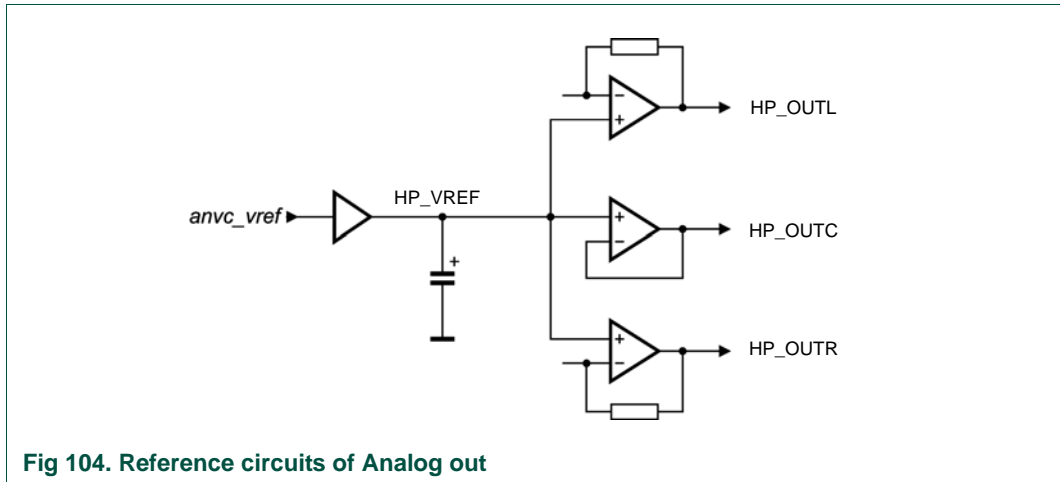 HP_OUTL
HP_VREF
anvc_vref
HP_OUTC
HP_OUTR
Fig 104. Reference circuits of Analog out